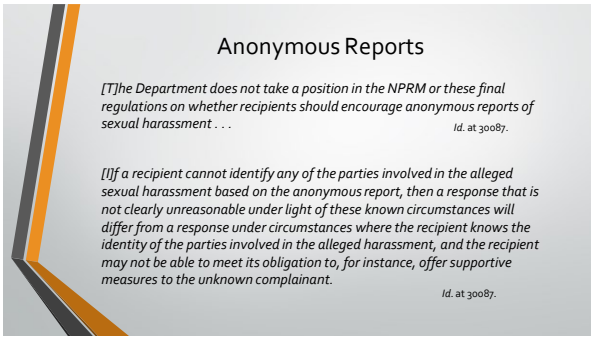 Anonymous Reports
[T]he Department does not take a position in the NPRM or these final
regulations on whether recipients should encourage anonymous reports of
sexual harassment . . .
Id. at 30087.
[I]f a recipient cannot identify any of the parties involved in the alleged
sexual harassment based on the anonymous report, then a response that is
not clearly unreasonable under light of these known circumstances will
differ from a response under circumstances where the recipient knows the
identity of the parties involved in the alleged harassment, and the recipient
may not be able to meet its obligation to, for instance, offer supportive
measures to the unknown complainant.
Id. at 30087.